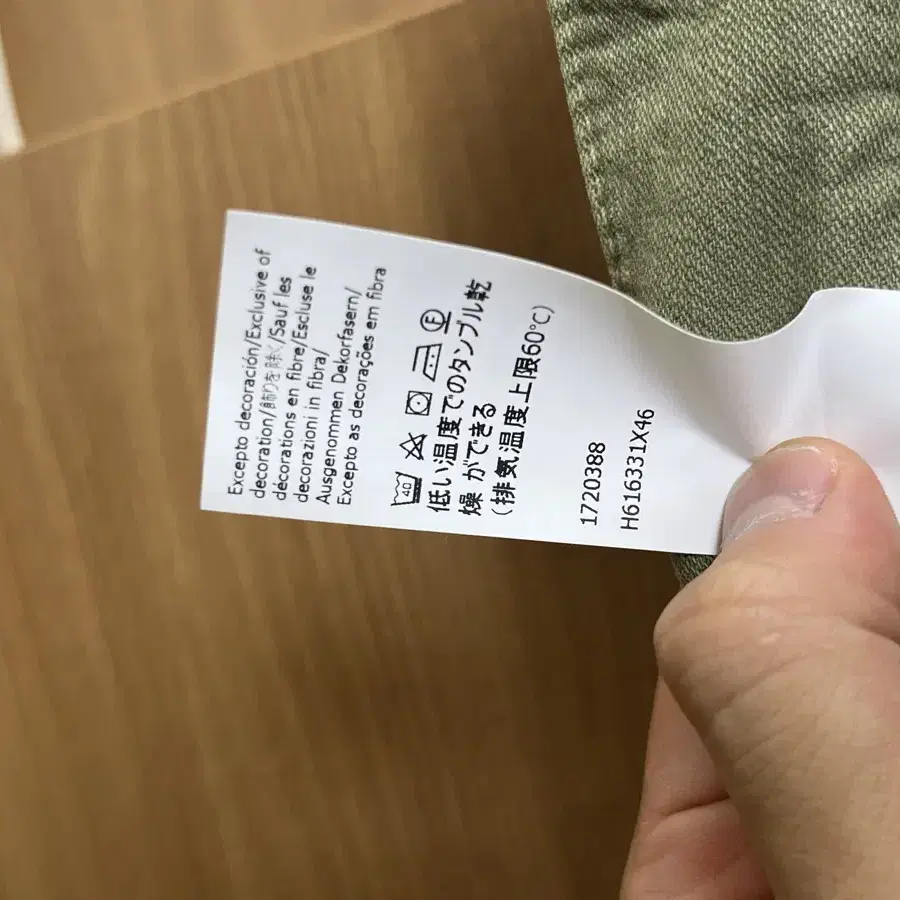 Excepto decoración/Exclusive of
decoration/飾りを除く/Sauf les
décorations en fibre/Escluse le
decorazioni in fibra/
Ausgenommen Dekorfasern/
Excepto as decorações em fibra
40
低い温度でのタンブル乾
燥 ができる
(排気温度上限60℃)
1720388
H616331X46